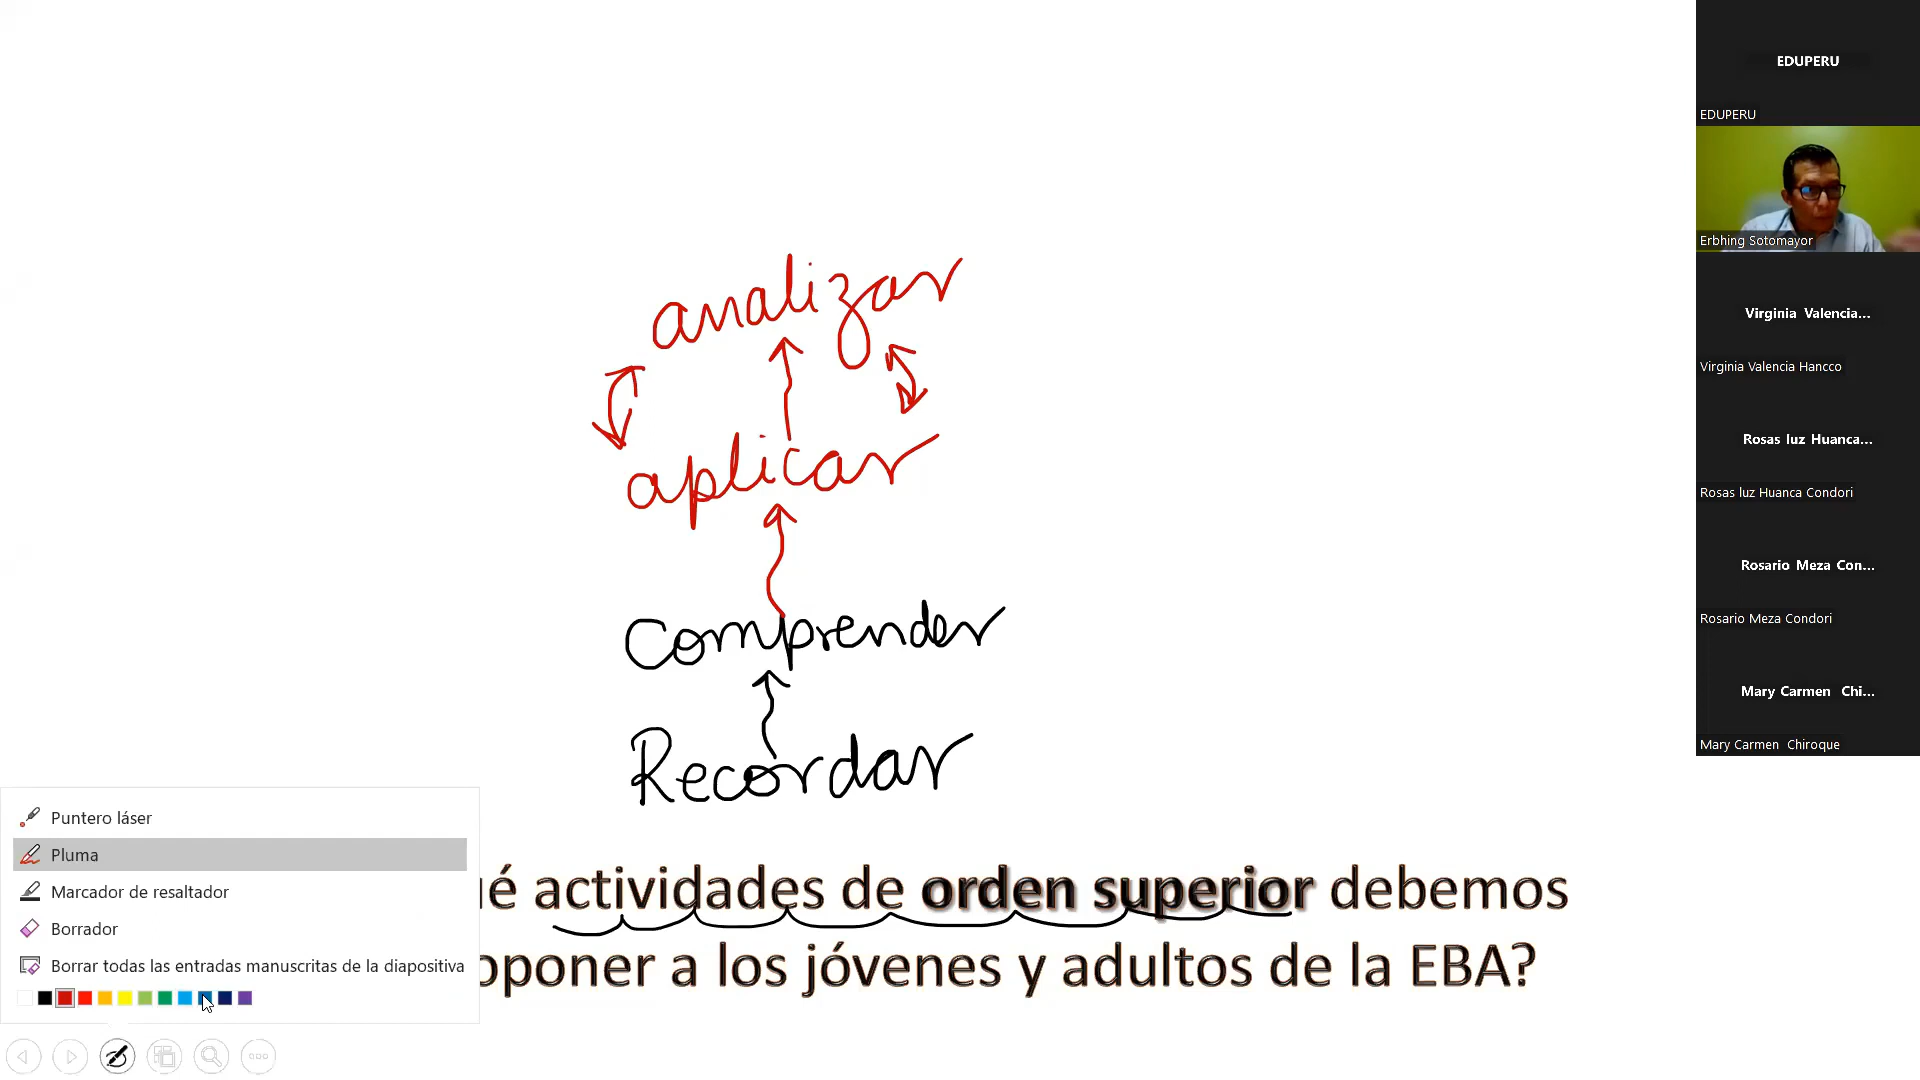 analizar
aplicar
comprender
Recordar
ué actividades de orden superior debemos
oponer a los jóvenes y adultos de la EBA?
Puntero láser
Pluma
Marcador de resaltador
Borrador
Borrar todas las entradas manuscritas de la diapositiva
EDUPERU
EDUPERU
Erbhing Sotomayor
Virginia Valencia...
Virginia Valencia Hancco
Rosas luz Huanca...
Rosas luz Huanca Condori
Rosario Meza Con...
Rosario Meza Condori
Mary Carmen Chi...
Mary Carmen Chiroque